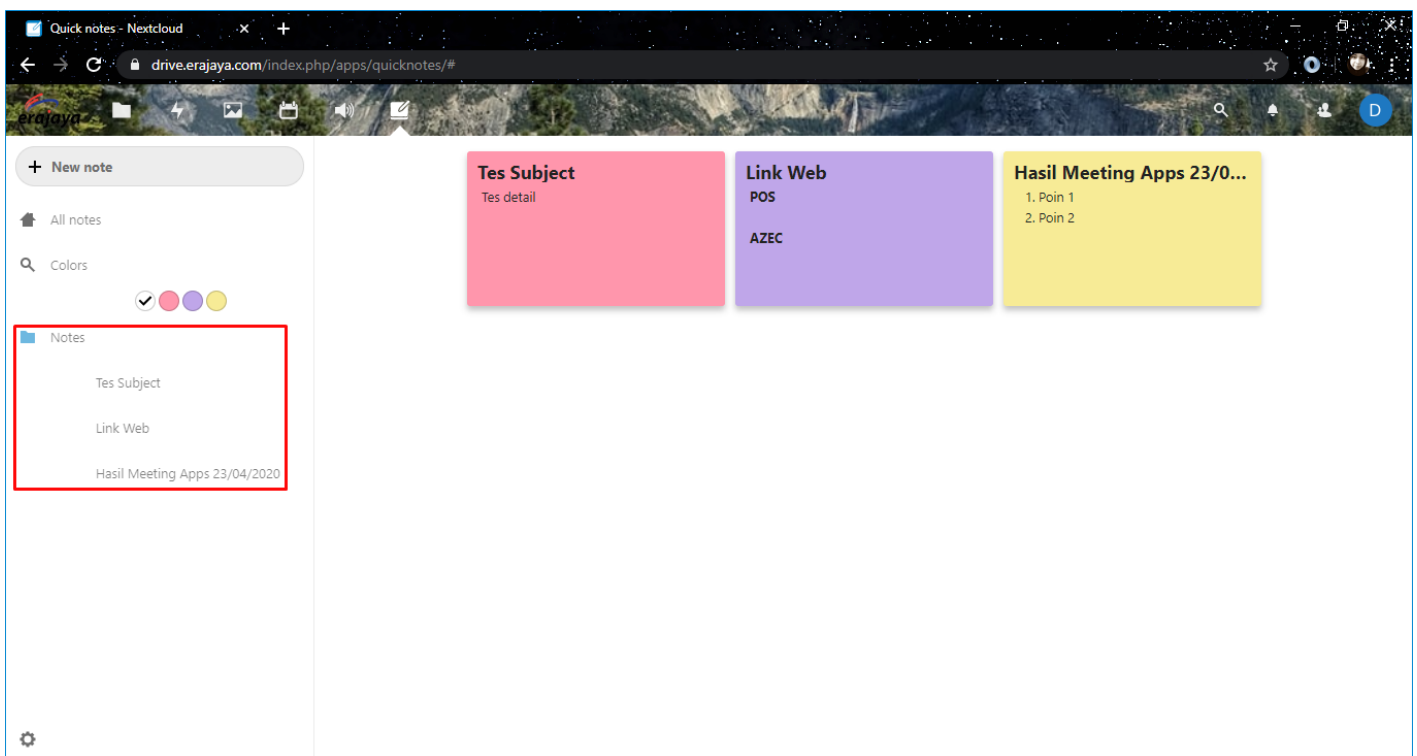 Quick notes - Nextcloud
drive.erajaya.com/index.php/apps/quicknotes/#
erajaya
D
+ New note
All notes
Colors
Notes
Tes Subject
Link Web
Hasil Meeting Apps 23/04/2020
Tes Subject
Tes detail
Link Web
POS
AZEC
Hasil Meeting Apps 23/0...
1. Poin 1
2. Poin 2